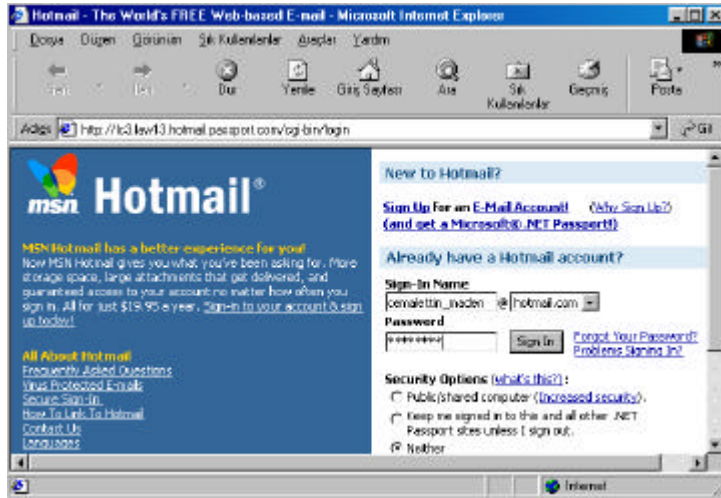 Hotmail - The World's FREE Web-based E-mail - Microsoft Internet Explorer
Dosya Düzen Görünüm Sık Kullanılanlar Araçlar Yardım
Geri İleri Dur Yenile Giriş Sayfası Ara Sık Kullanılanlar Geçmiş Posta
Adres http://lc3.law13.hotmail.passport.com/cgi-bin/login Git
msn Hotmail®
MSN Hotmail has a better experience for you!
Now MSN Hotmail gives you what you've been asking for. More
storage space, large attachments that get delivered, and
guaranteed access to your account no matter how often you
sign in. All for just $19.95 a year. Sign-in to your account & sign
up today!
All About Hotmail
Frequently Asked Questions
Virus Protected E-mails
Secure Sign-In
How To Link To Hotmail
Contact Us
Languages
New to Hotmail?
Sign Up for an E-Mail Account! (Why Sign Up?)
(and get a Microsoft® .NET Passport!)
Already have a Hotmail account?
Sign-In Name
cemalettin_maden @ hotmail.com
Password
******** Sign In Forgot Your Password?
Problems Signing In?
Security Options (what's this?) :
Public/shared computer (Increased security).
Keep me signed in to this and all other .NET
Passport sites unless I sign out.
Neither
Internet